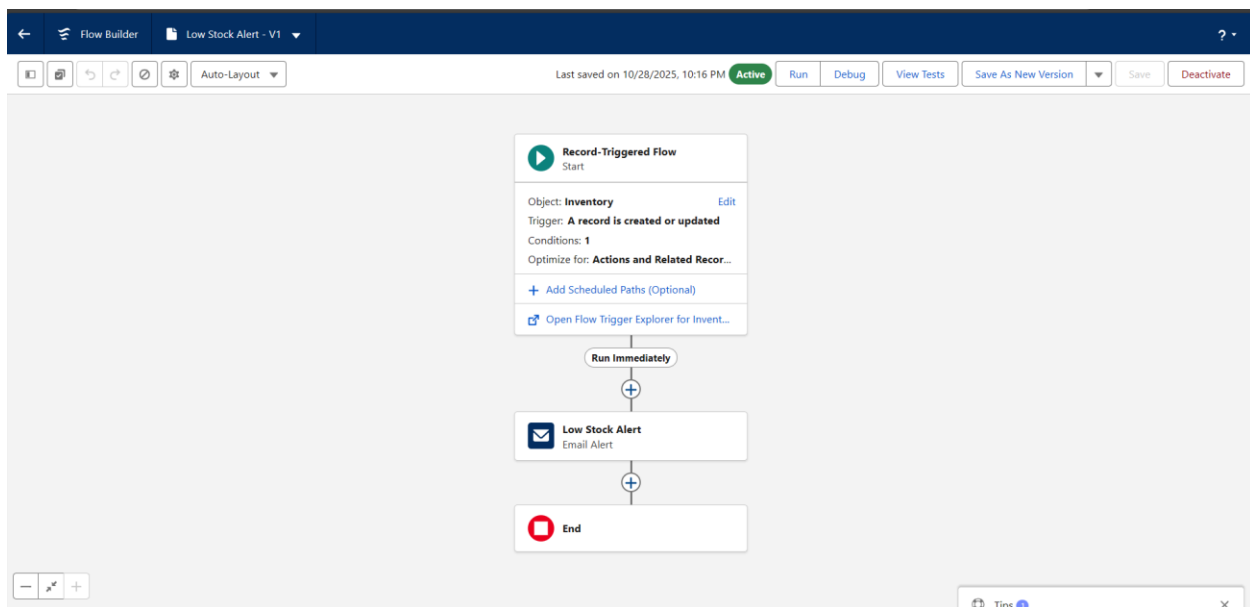 Flow Builder
Low Stock Alert - V1
?
Auto-Layout
Last saved on 10/28/2025, 10:16 PM
Active
Run
Debug
View Tests
Save As New Version
Save
Deactivate
Record-Triggered Flow
Start
Object: Inventory
Edit
Trigger: A record is created or updated
Conditions: 1
Optimize for: Actions and Related Recor...
+ Add Scheduled Paths (Optional)
Open Flow Trigger Explorer for Invent...
Run Immediately
Low Stock Alert
Email Alert
End
Tips